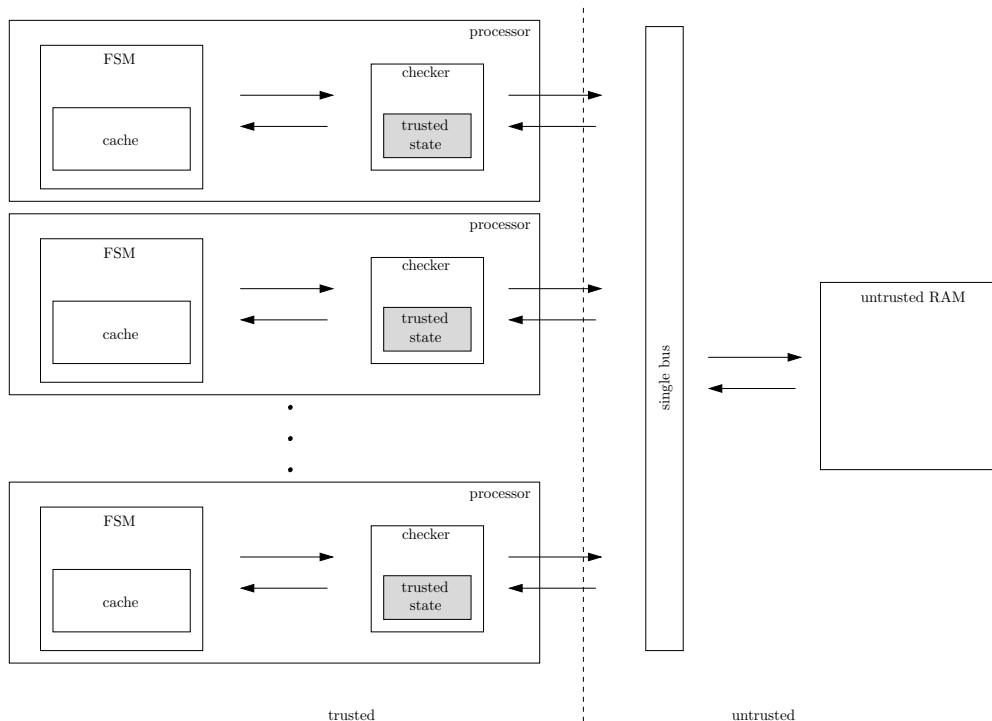 processor
FSM
cache
checker
trusted
state
processor
FSM
cache
checker
trusted
state
processor
FSM
cache
checker
trusted
state
single bus
untrusted RAM
trusted
untrusted